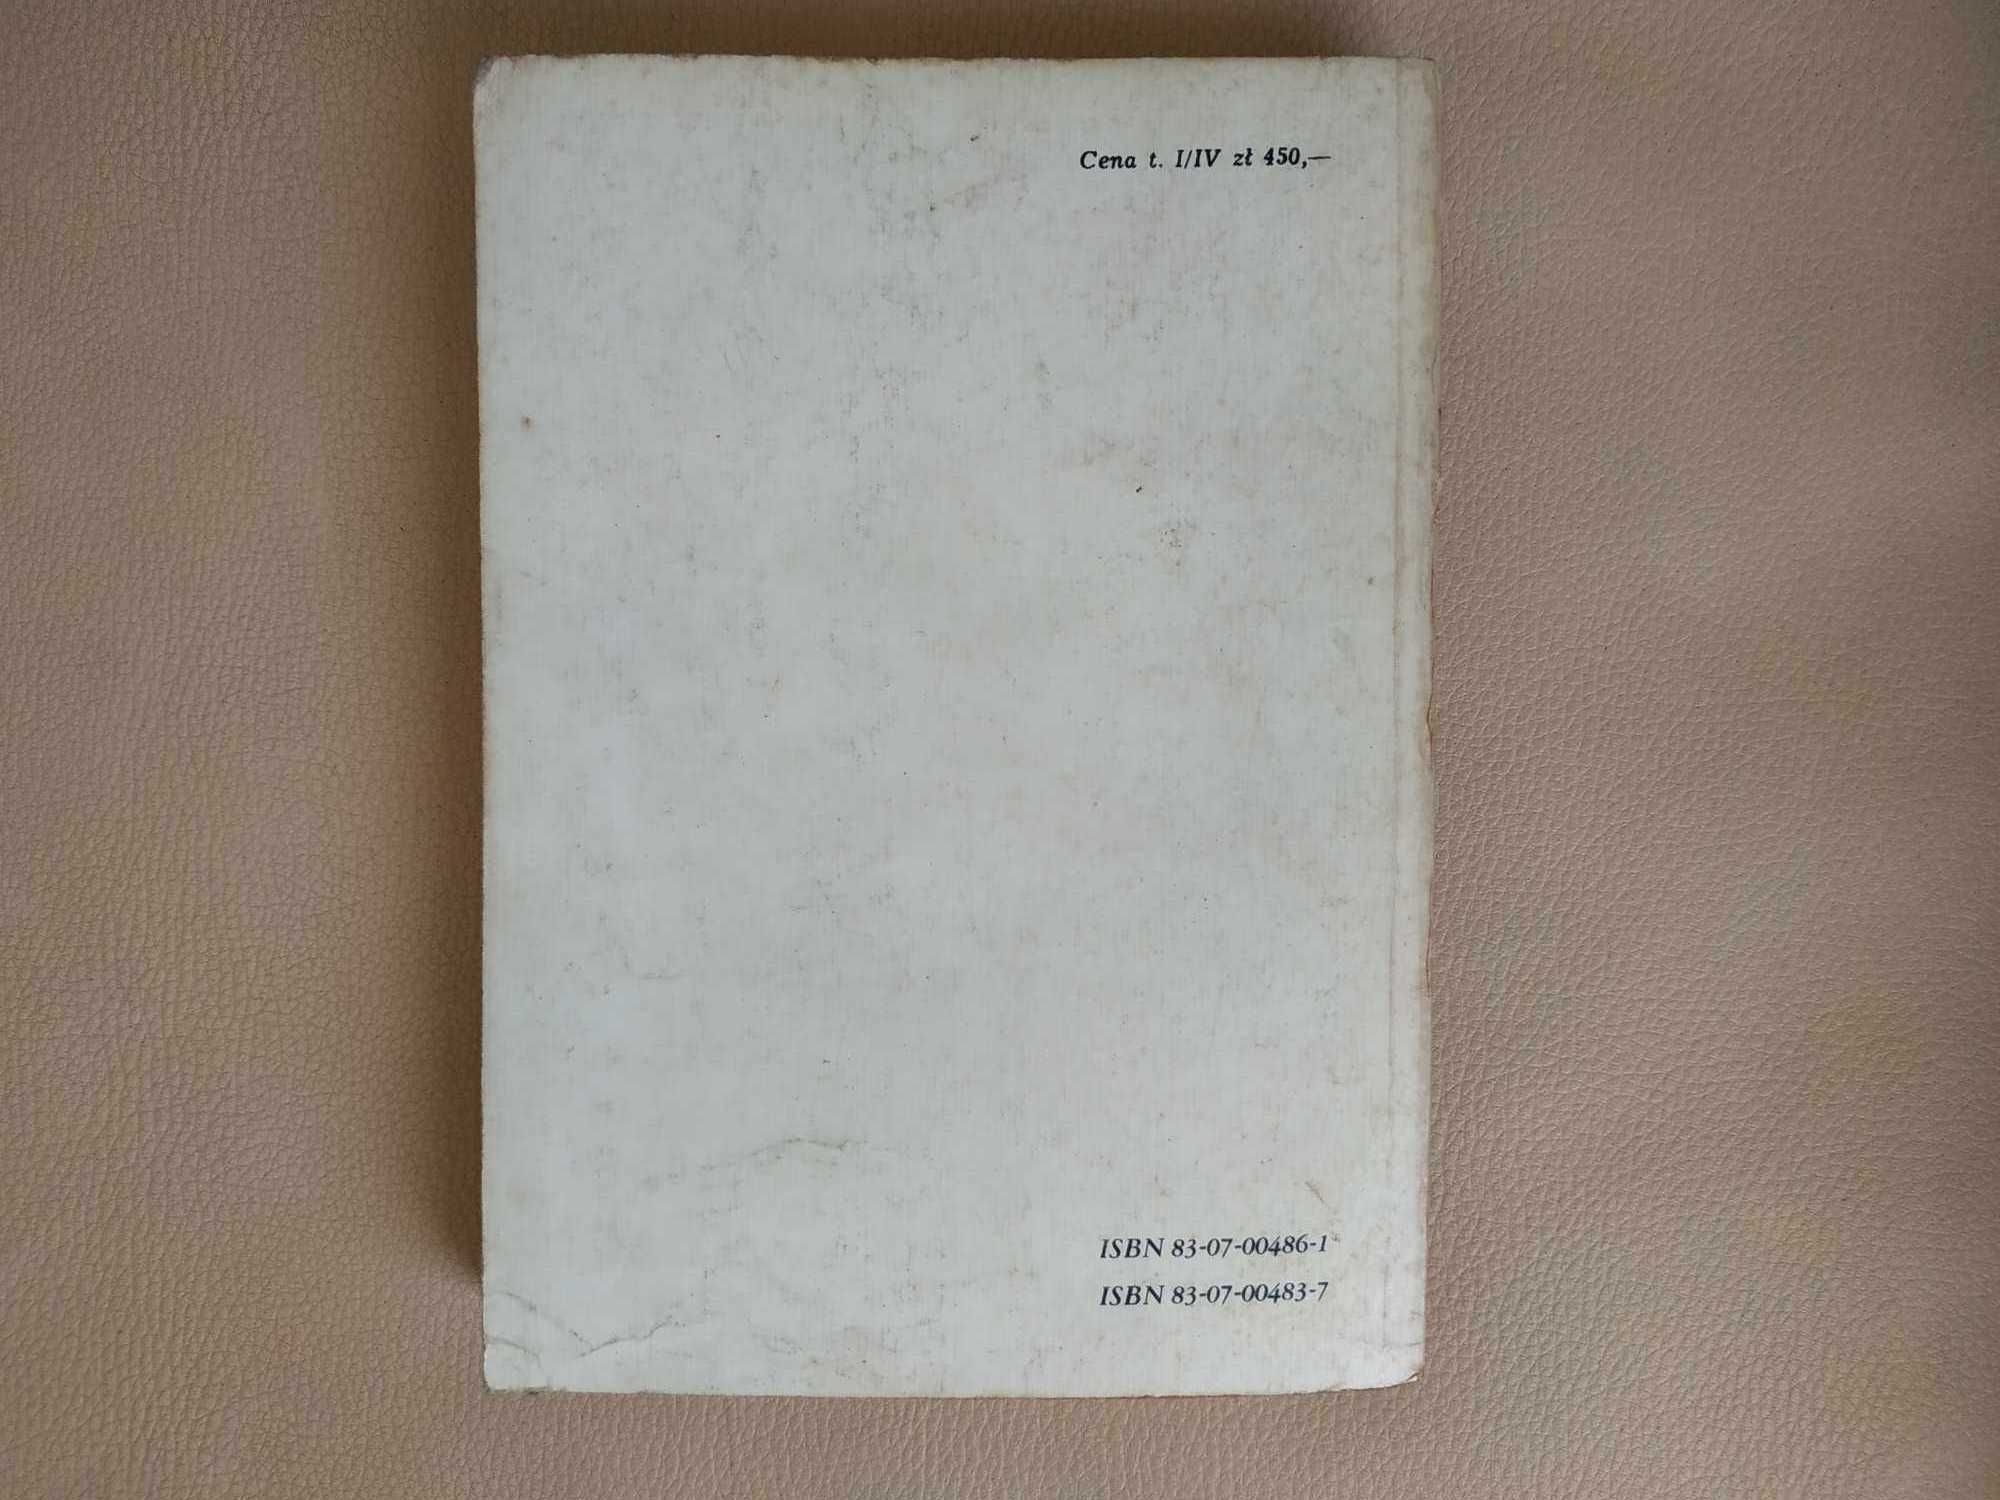 Cena t. I/IV zł 450,—
ISBN 83-07-00486-1
ISBN 83-07-00483-7